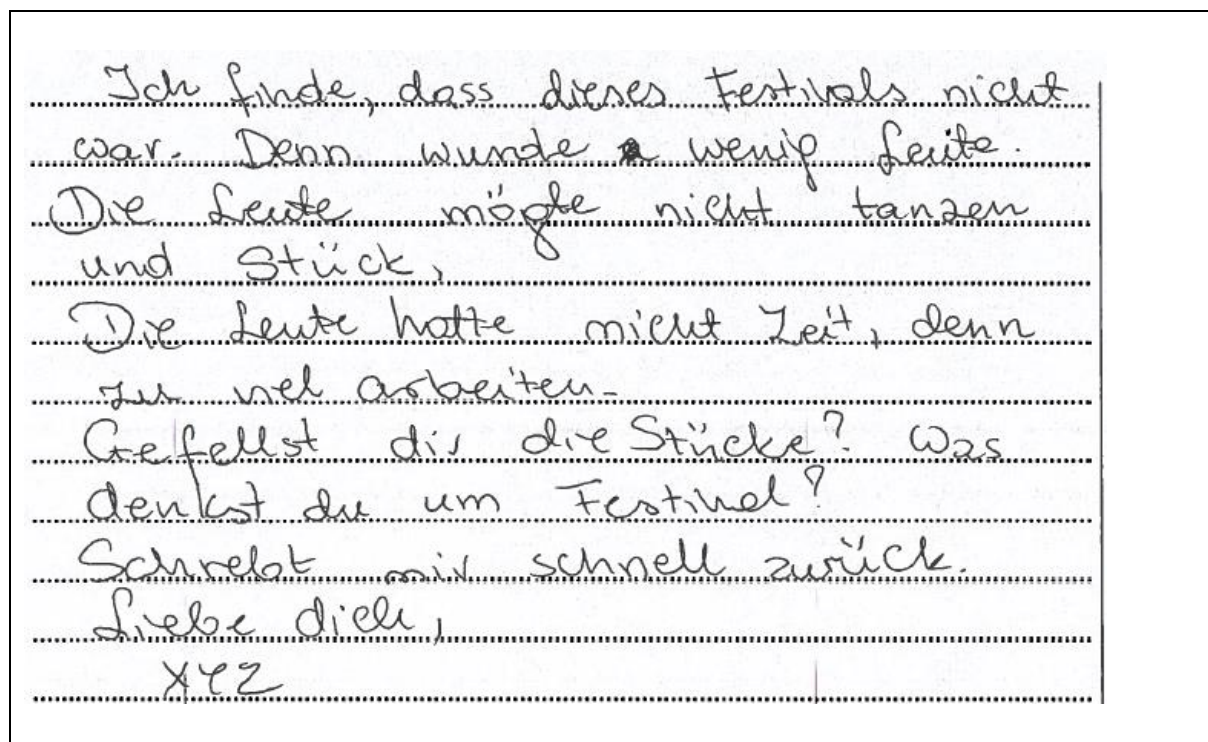 Ich finde, dass dieses Festivals nicht
war. Denn wurde wenig Leute.
Die Leute mögte nicht tanzen
und Stück,
Die Leute hatte nicht Zeit, denn
zu viel arbeiten.
Gefellst dir die Stücke? Was
denkst du um Festival?
Schrebt mir schnell zurück.
Liebe dich,
XYZ